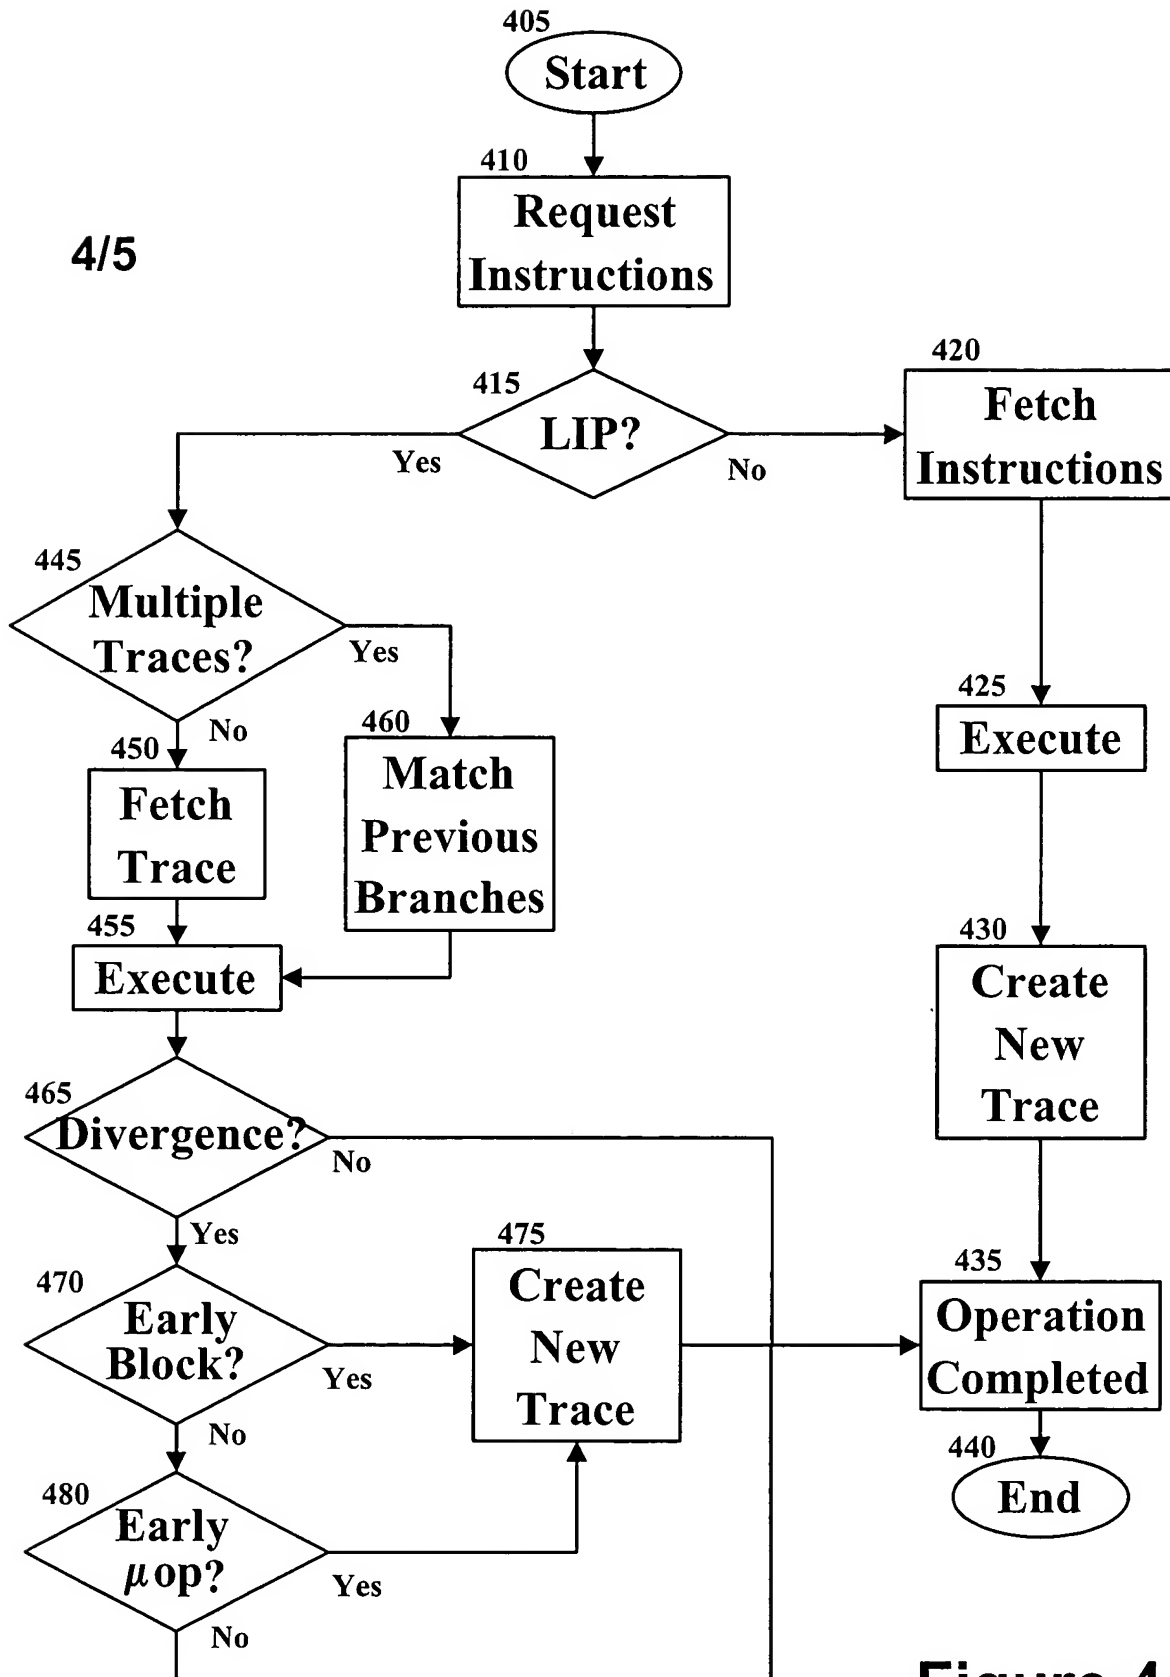 405
Start
410
Request
Instructions
4/5
415
LIP?
Yes
No
420
Fetch
Instructions
445
Multiple
Traces?
Yes
No
425
Execute
450
Fetch
Trace
460
Match
Previous
Branches
455
Execute
430
Create
New
Trace
465
Divergence?
No
Yes
470
Early
Block?
Yes
No
475
Create
New
Trace
435
Operation
Completed
440
End
480
Early
μop?
Yes
No
Figure 4